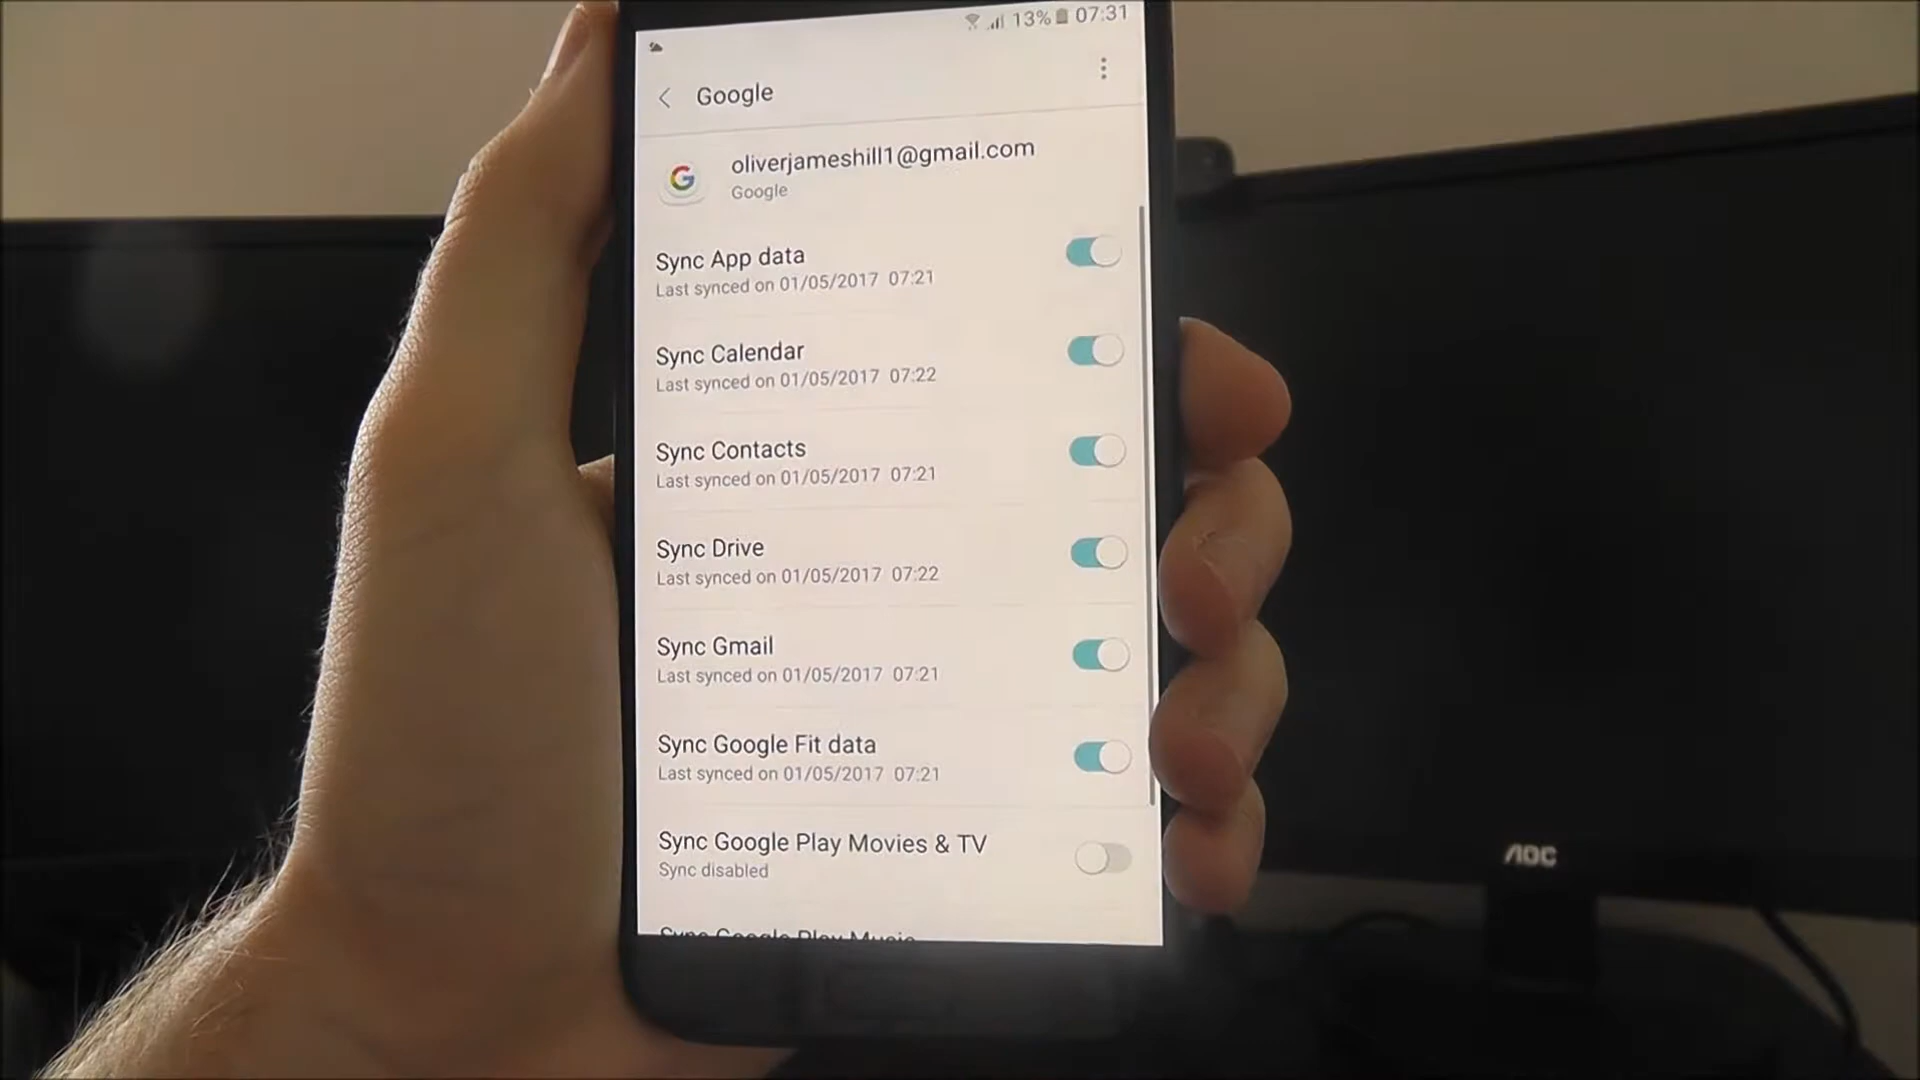 13% 07:31
Google
oliverjameshill1@gmail.com
Google
Sync App data
Last synced on 01/05/2017 07:21
Sync Calendar
Last synced on 01/05/2017 07:22
Sync Contacts
Last synced on 01/05/2017 07:21
Sync Drive
Last synced on 01/05/2017 07:22
Sync Gmail
Last synced on 01/05/2017 07:21
Sync Google Fit data
Last synced on 01/05/2017 07:21
Sync Google Play Movies & TV
Sync disabled
Sync Google Play Music
AOC